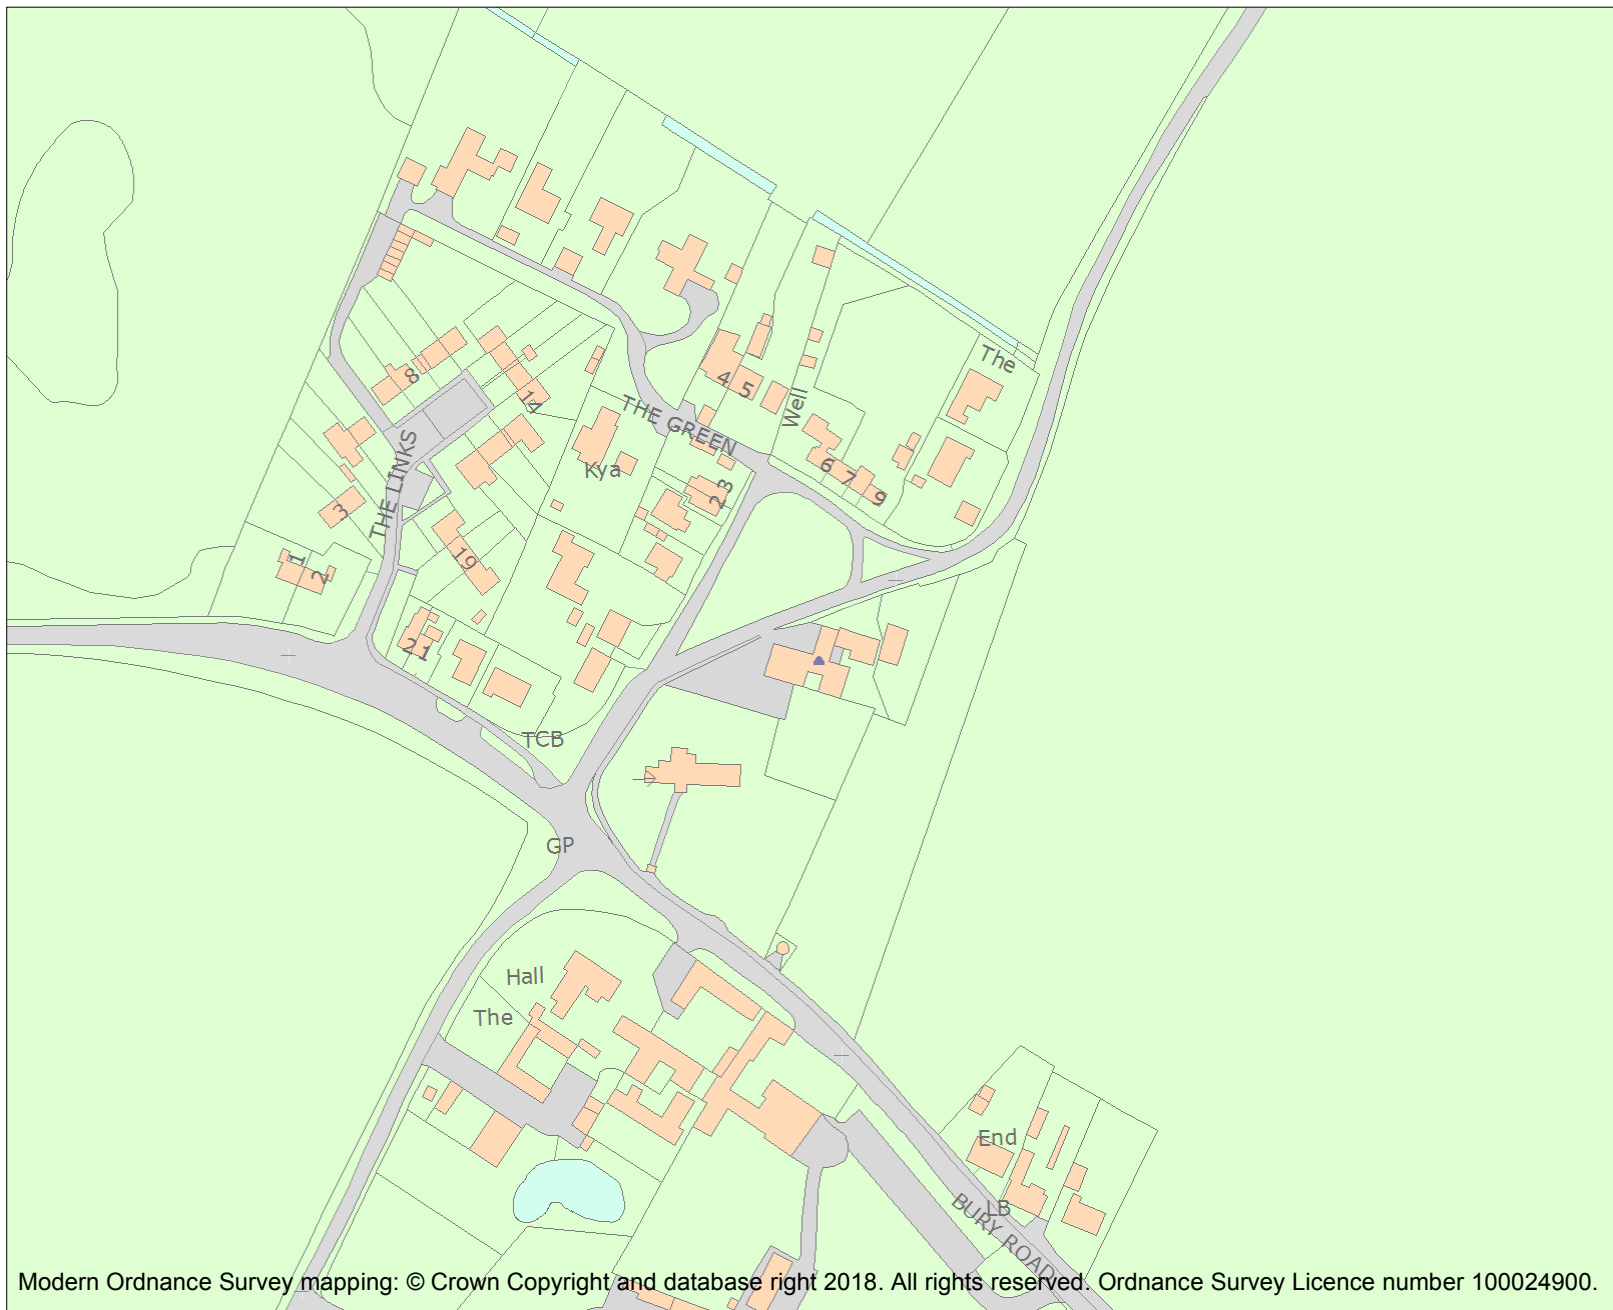 The
THE GREEN
4
5
Well
8
14
THE LINKS
Kya
6
7
9
2
3
3
19
1
2
21
TCB
GP
Hall
The
End
LB
BURY ROAD
Modern Ordnance Survey mapping: © Crown Copyright and database right 2018. All rights reserved. Ordnance Survey Licence number 100024900.